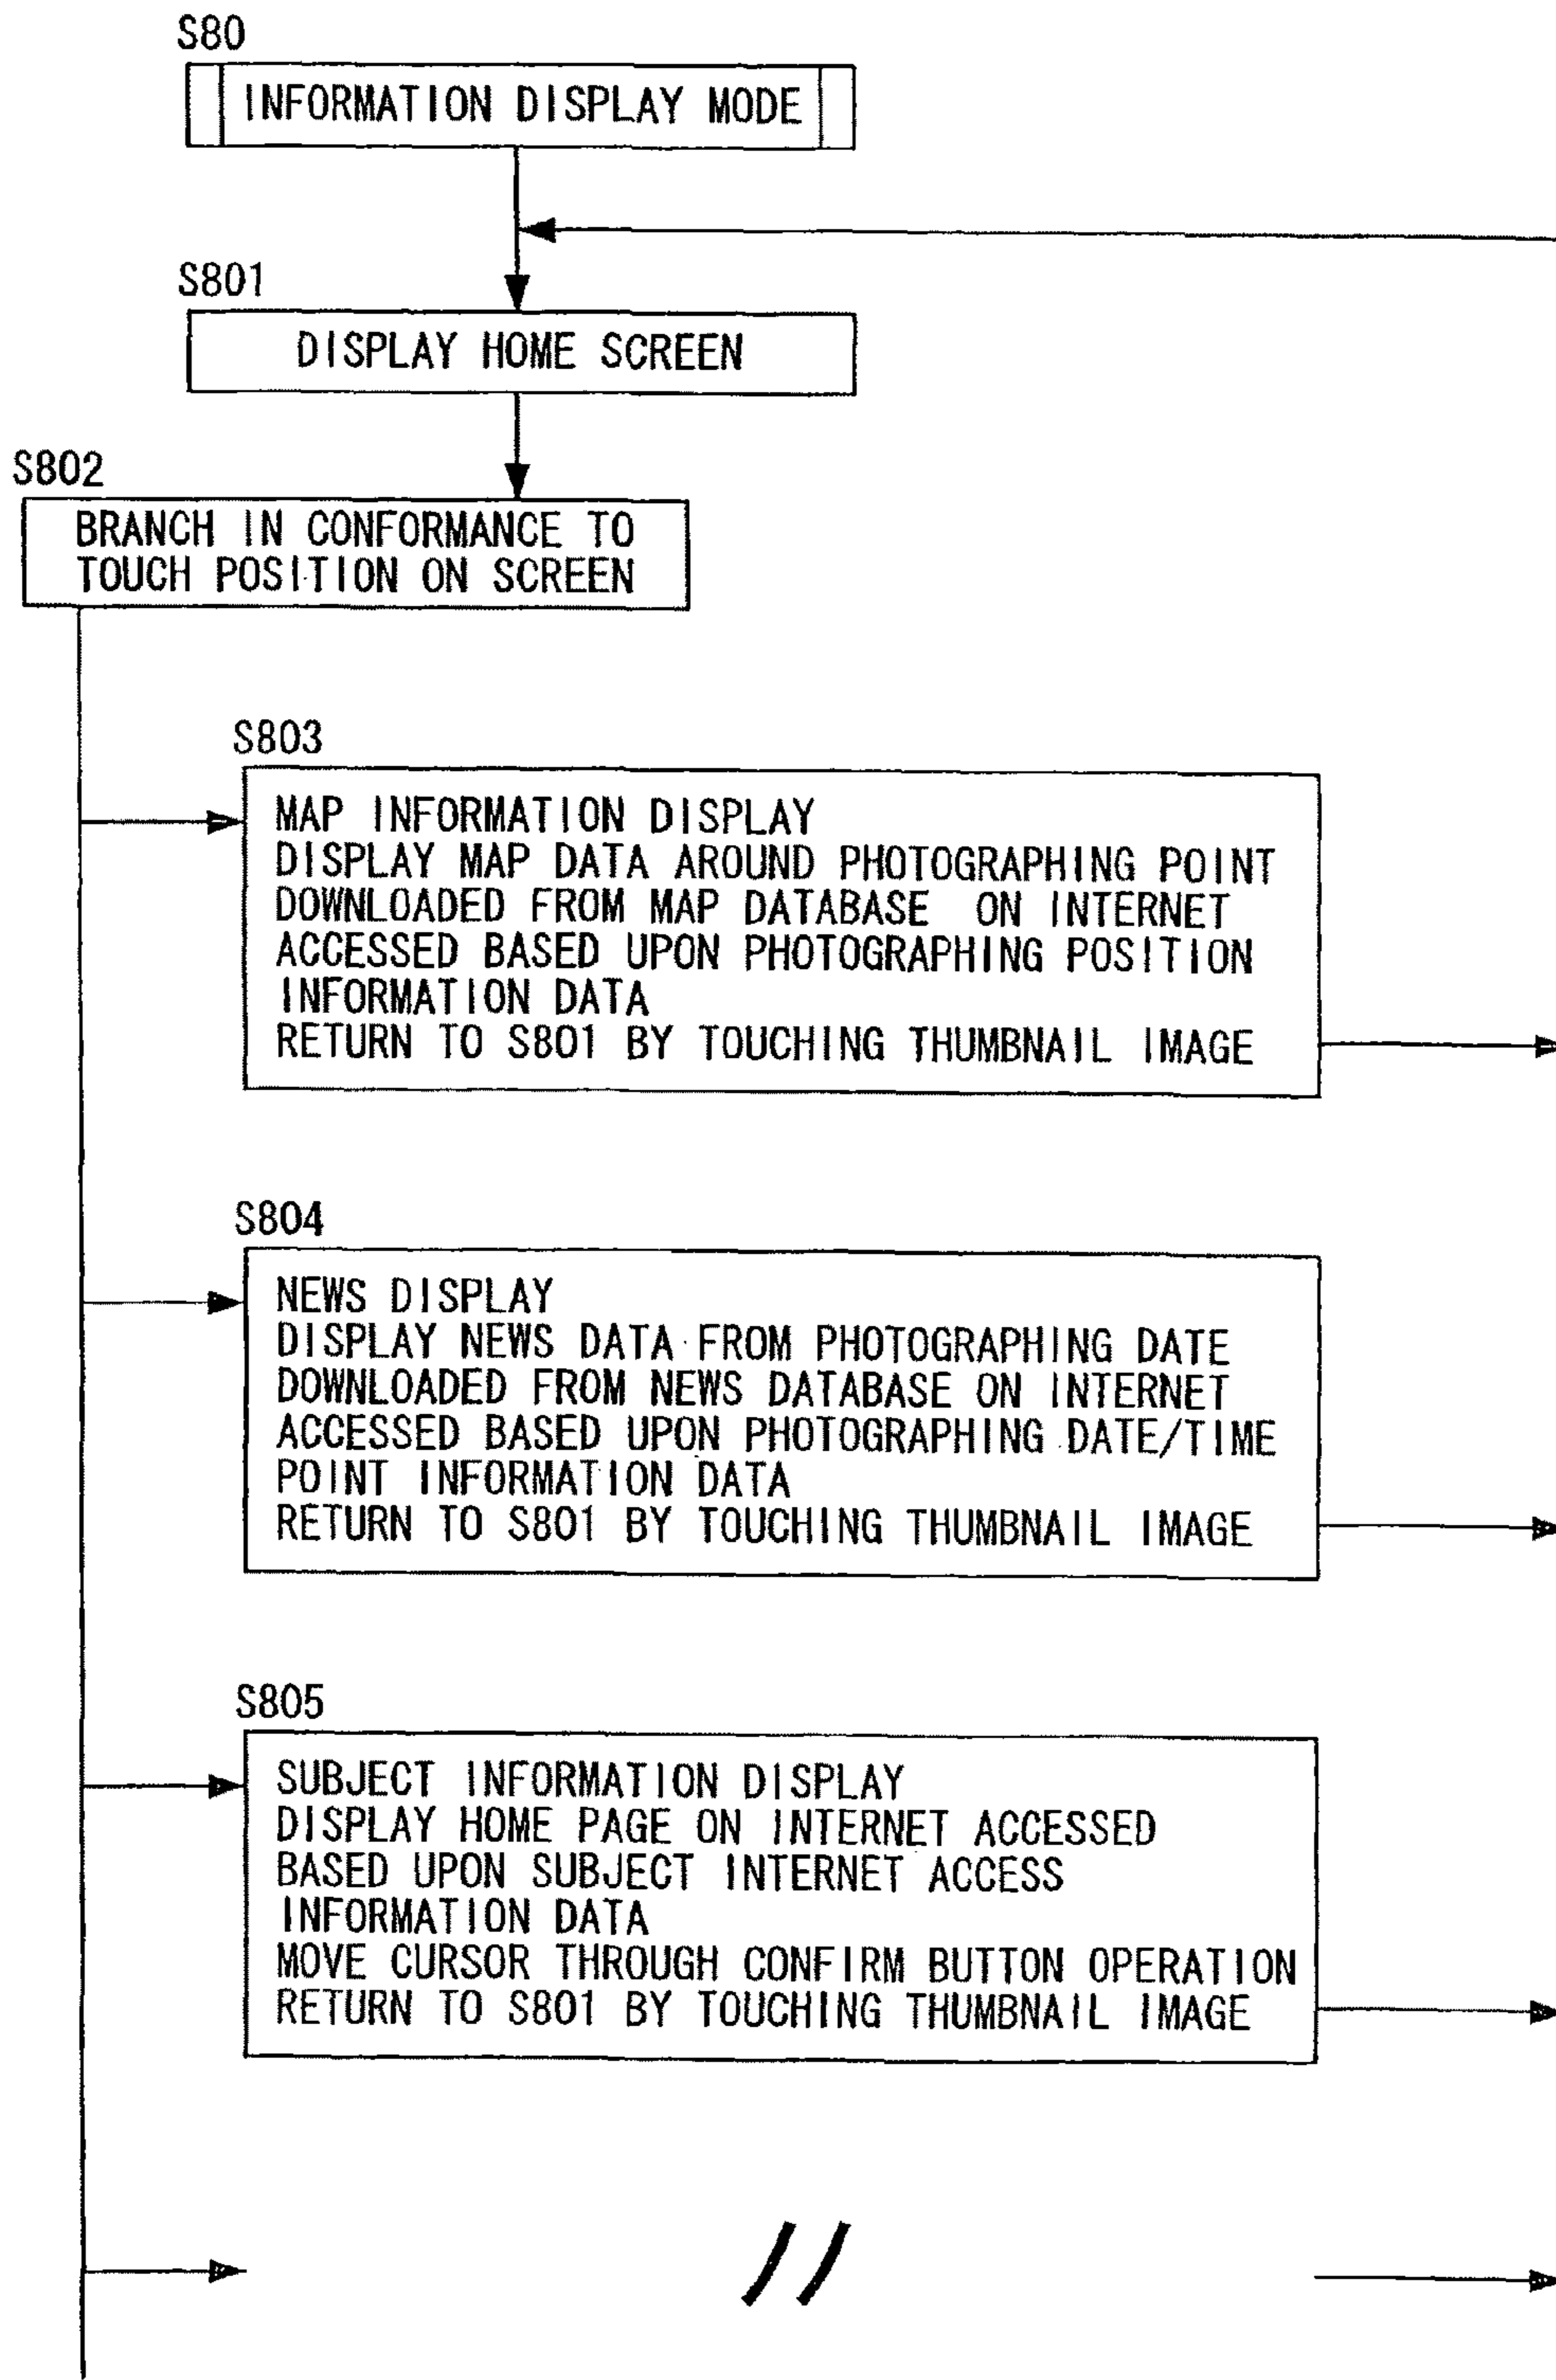 S80
INFORMATION DISPLAY MODE
S801
DISPLAY HOME SCREEN
S802
BRANCH IN CONFORMANCE TO
TOUCH POSITION ON SCREEN
S803
MAP INFORMATION DISPLAY
DISPLAY MAP DATA AROUND PHOTOGRAPHING POINT
DOWNLOADED FROM MAP DATABASE ON INTERNET
ACCESSED BASED UPON PHOTOGRAPHING POSITION
INFORMATION DATA
RETURN TO S801 BY TOUCHING THUMBNAIL IMAGE
S804
NEWS DISPLAY
DISPLAY NEWS DATA FROM PHOTOGRAPHING DATE
DOWNLOADED FROM NEWS DATABASE ON INTERNET
ACCESSED BASED UPON PHOTOGRAPHING DATE/TIME
POINT INFORMATION DATA
RETURN TO S801 BY TOUCHING THUMBNAIL IMAGE
S805
SUBJECT INFORMATION DISPLAY
DISPLAY HOME PAGE ON INTERNET ACCESSED
BASED UPON SUBJECT INTERNET ACCESS
INFORMATION DATA
MOVE CURSOR THROUGH CONFIRM BUTTON OPERATION
RETURN TO S801 BY TOUCHING THUMBNAIL IMAGE